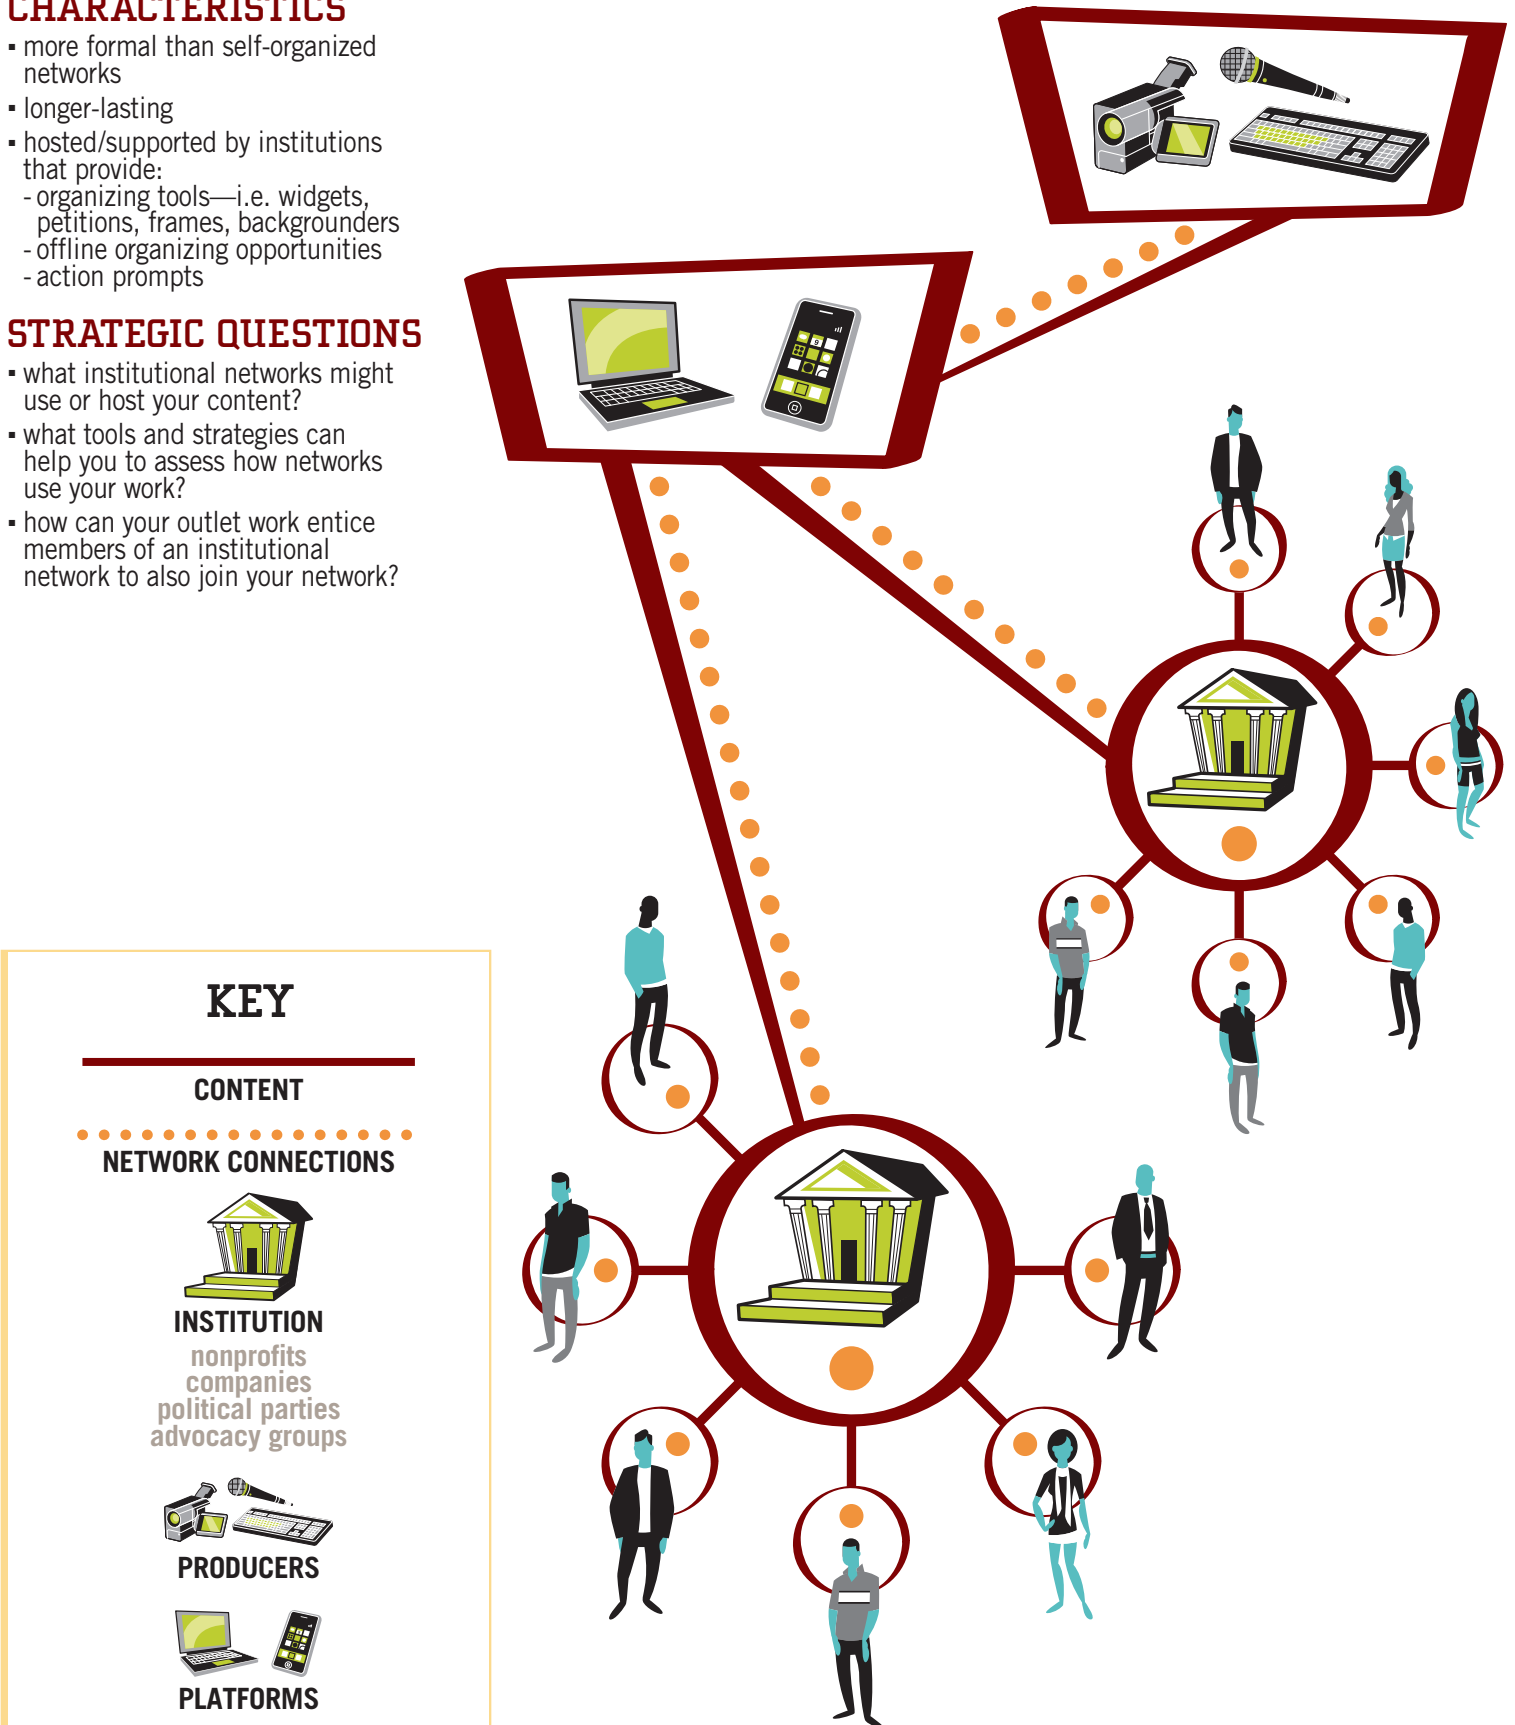 CHARACTERISTICS
▪ more formal than self-organized
networks
▪ longer-lasting
▪ hosted/supported by institutions
that provide:
- organizing tools—i.e. widgets,
petitions, frames, backgrounders
- offline organizing opportunities
- action prompts
STRATEGIC QUESTIONS
▪ what institutional networks might
use or host your content?
▪ what tools and strategies can
help you to assess how networks
use your work?
▪ how can your outlet work entice
members of an institutional
network to also join your network?
9
KEY
CONTENT
NETWORK CONNECTIONS
INSTITUTION
nonprofits
companies
political parties
advocacy groups
PRODUCERS
PLATFORMS